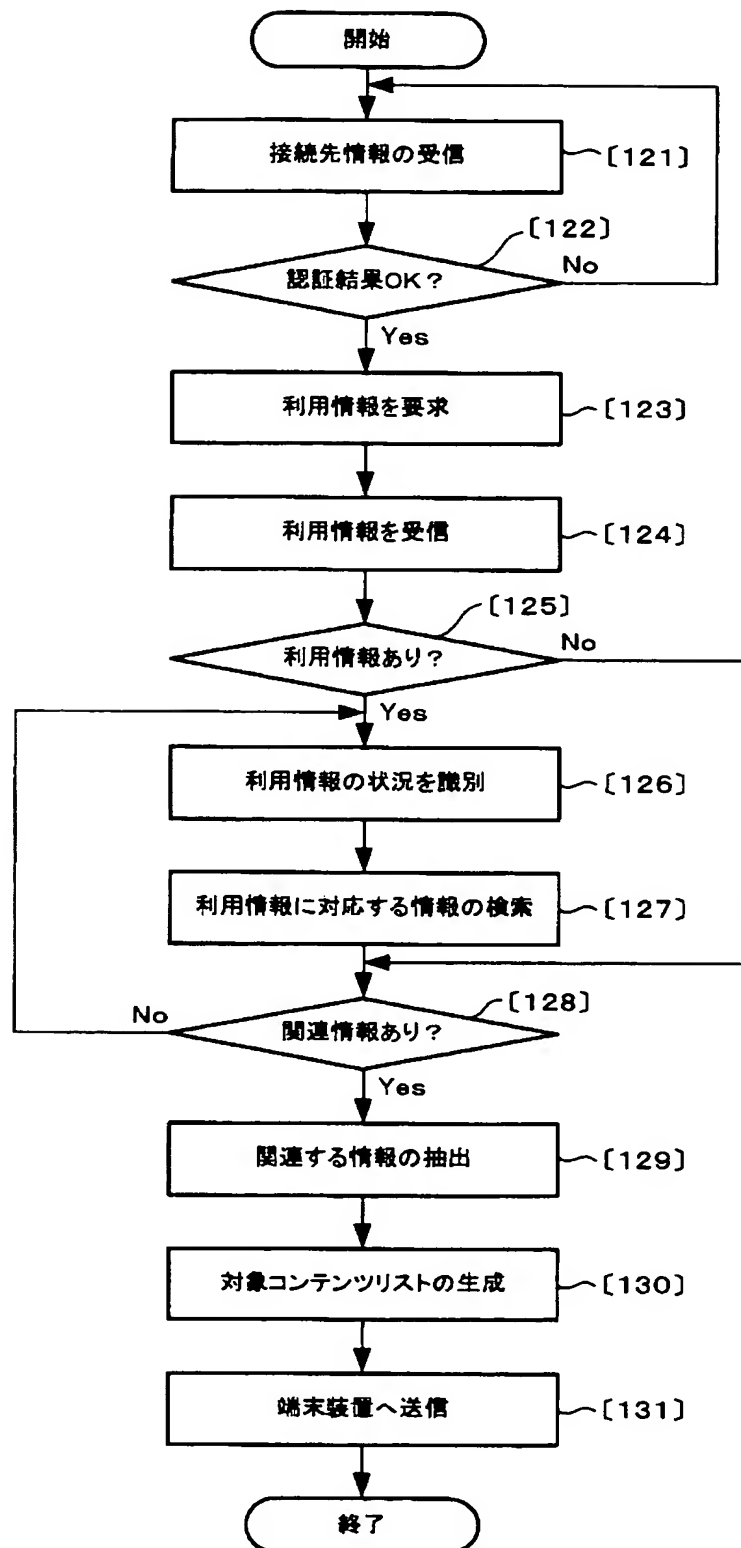 開始
接続先情報の受信
[121]
[122]
認証結果OK?
No
Yes
利用情報を要求
[123]
利用情報を受信
[124]
[125]
利用情報あり?
No
Yes
利用情報の状況を識別
[126]
利用情報に対応する情報の検索
[127]
[128]
関連情報あり?
No
Yes
関連する情報の抽出
[129]
対象コンテンツリストの生成
[130]
端末装置へ送信
[131]
終了